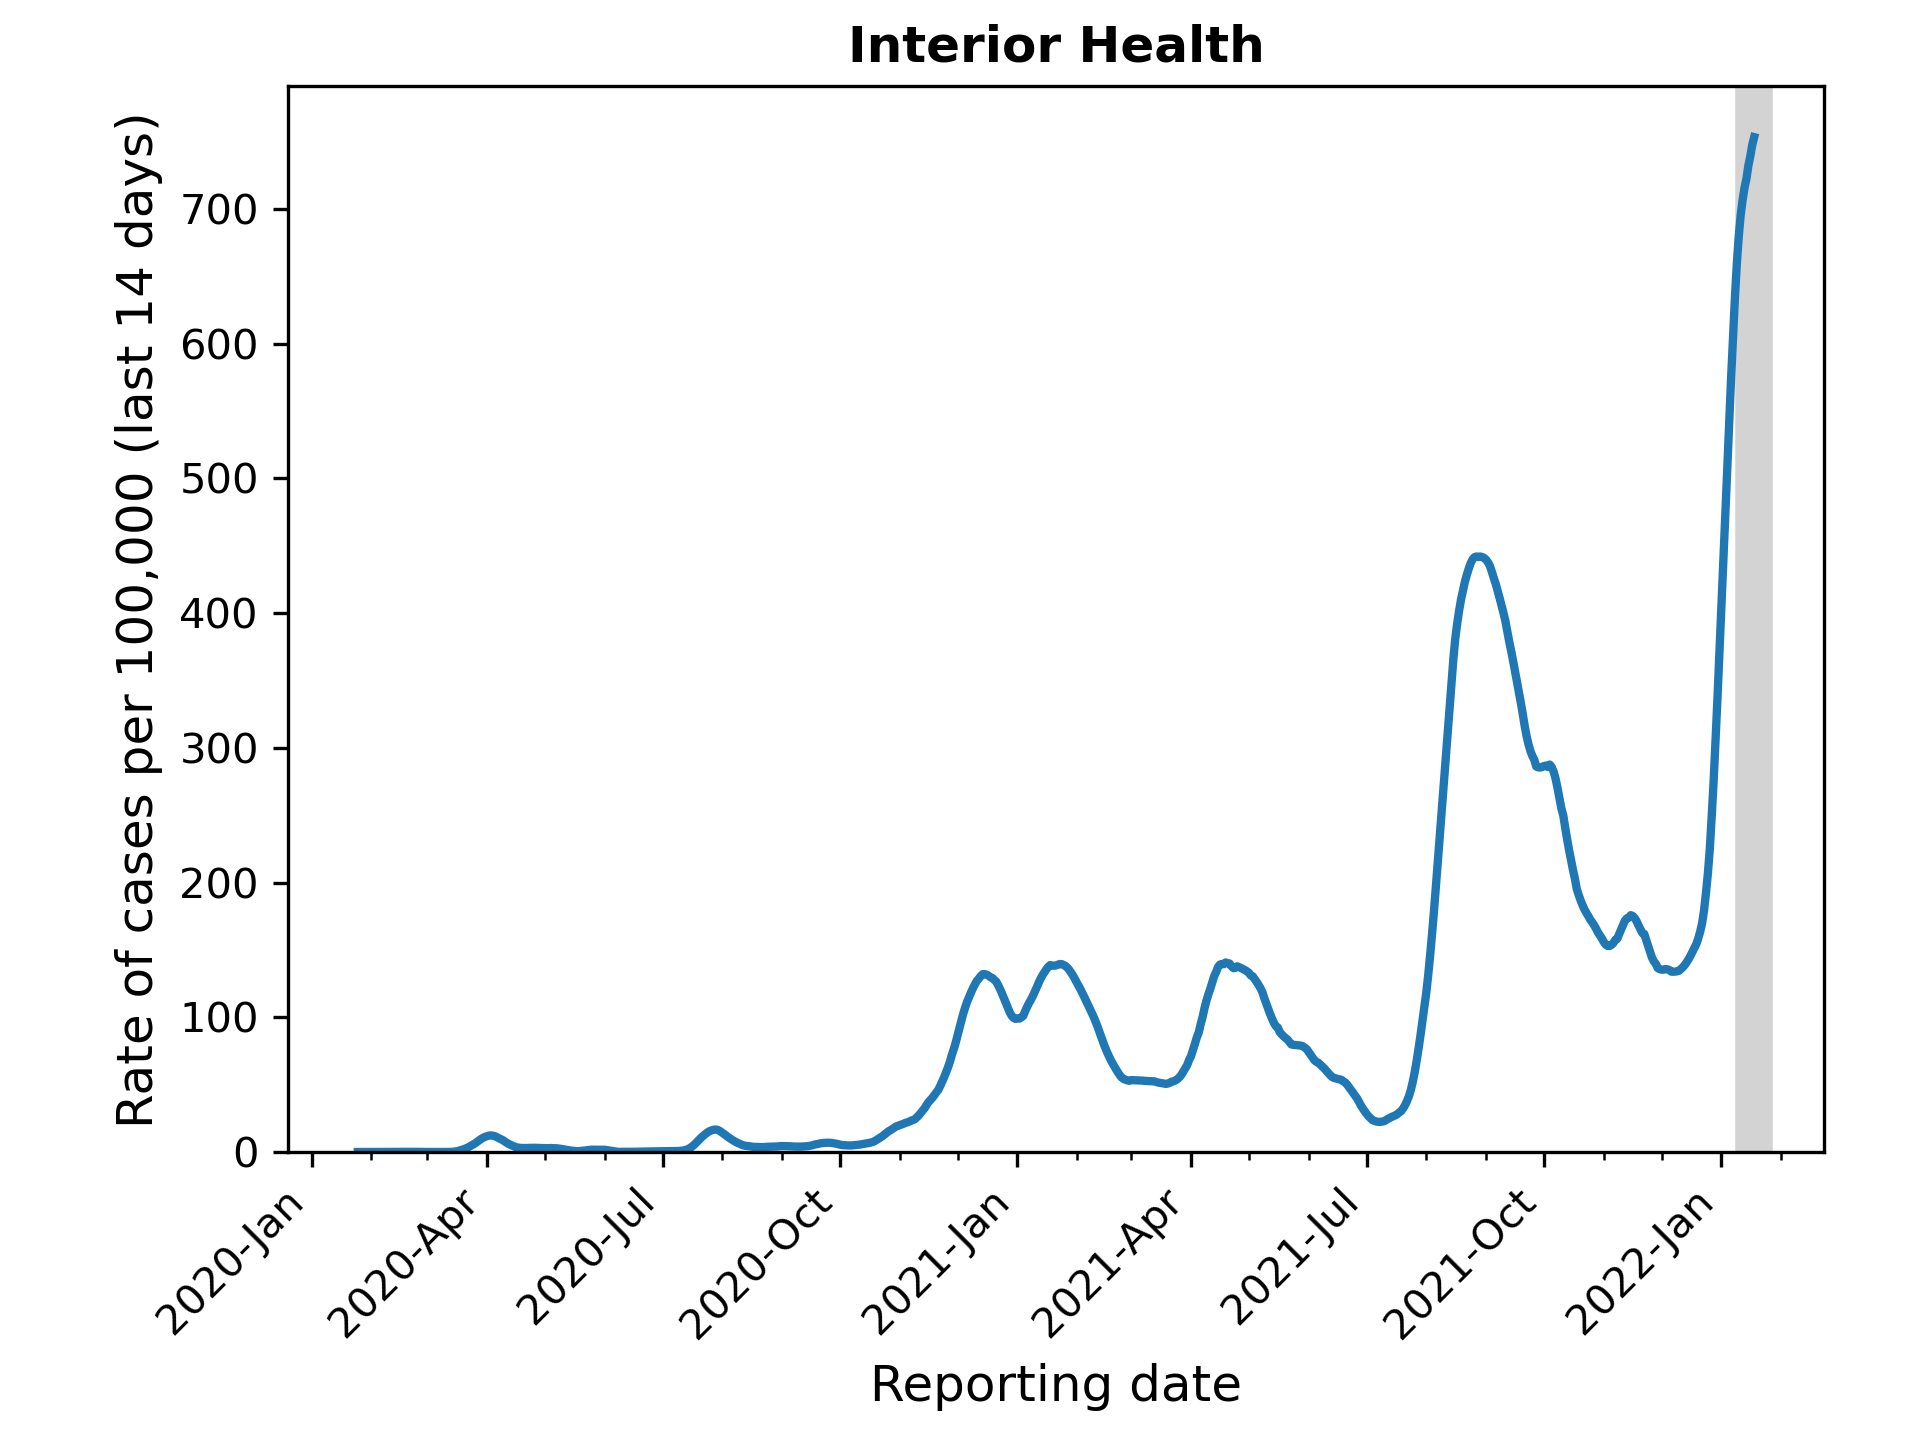 Interior Health
Rate of cases per 100,000 (last 14 days)
700
600
500
400
300
200
100
0
2020-Jan
2020-Apr
2020-Jul
2020-Oct
2021-Jan
2021-Apr
2021-Jul
2021-Oct
2022-Jan
Reporting date